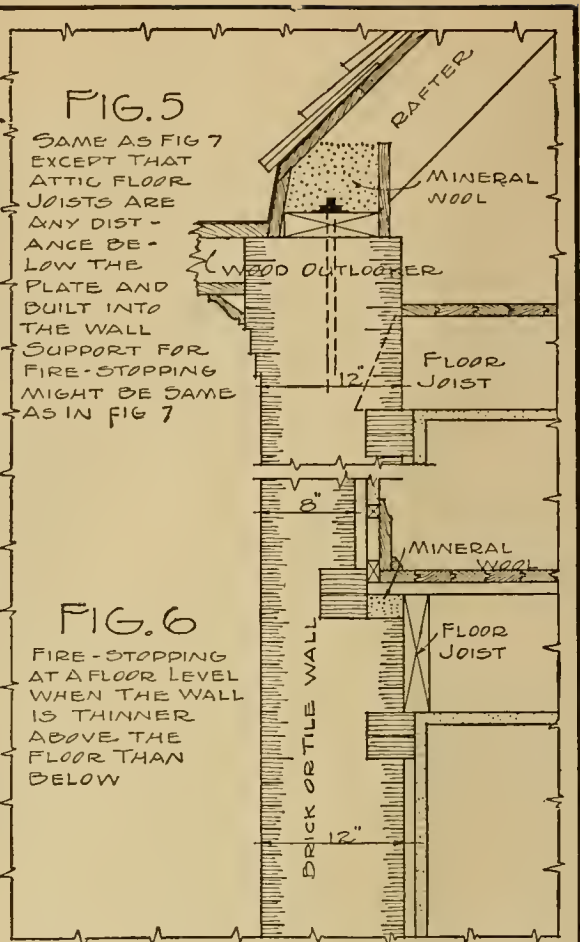 FIG. 5
SAME AS FIG 7
EXCEPT THAT
ATTIC FLOOR
JOISTS ARE
ANY DIST-
ANCE BE-
LOW THE
PLATE AND
BUILT INTO
THE WALL
SUPPORT FOR
FIRE-STOPPING
MIGHT BE SAME
AS IN FIG 7
RAFTER
MINERAL
WOOL
WOOD OUTLOOKER
FLOOR
JOIST
12"
8"
MINERAL
WOOL
FIG. 6
FIRE-STOPPING
AT A FLOOR LEVEL
WHEN THE WALL
IS THINNER
ABOVE THE
FLOOR THAN
BELOW
FLOOR
JOIST
BRICK OR TILE WALL
12"